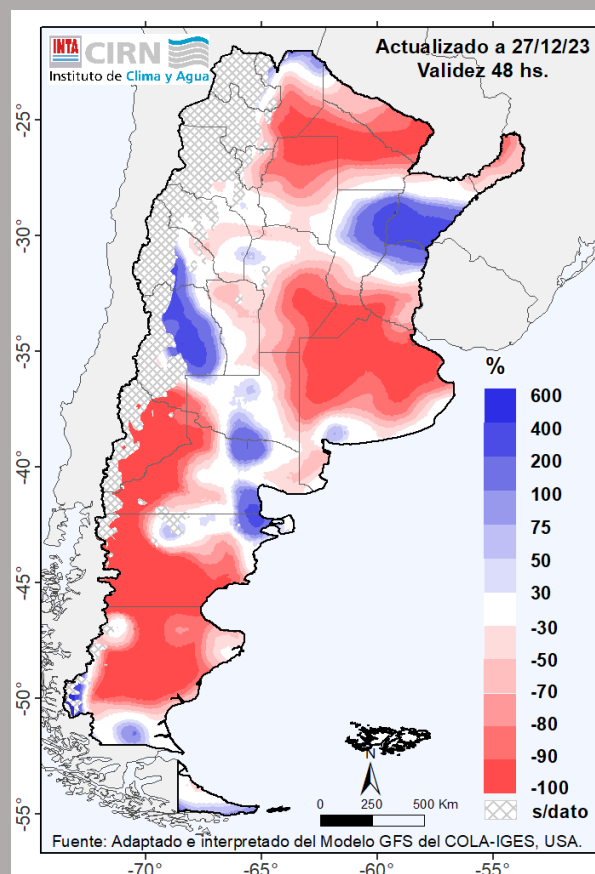 INTA CIRN
Instituto de Clima y Agua
Actualizado a 27/12/23
Validez 48 hs.
-25°
-30°
-35°
-40°
-45°
-50°
-55°
%
600
400
200
100
75
50
30
-30
-50
-70
-80
-90
-100
s/dato
N
0 250 500 Km
Fuente: Adaptado e interpretado del Modelo GFS del COLA-IGES, USA.
-70° -65° -60° -55°